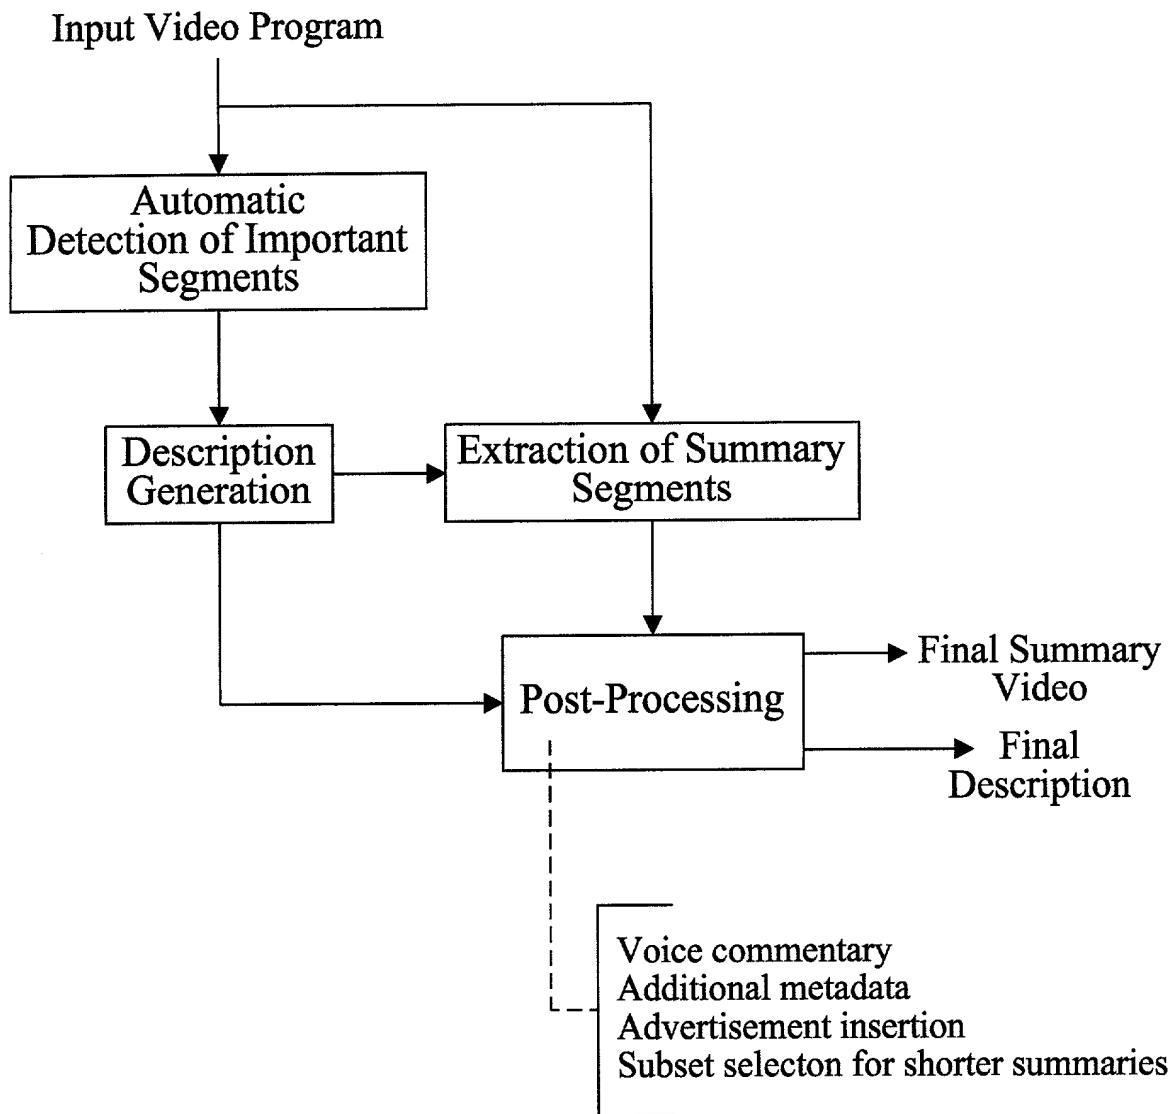 Input Video Program
Automatic
Detection of Important
Segments
Description
Generation
Extraction of Summary
Segments
Post-Processing
Final Summary
Video
Final
Description
Voice commentary
Additional metadada
Advertisement insertion
Subset selecton for shorter summaries